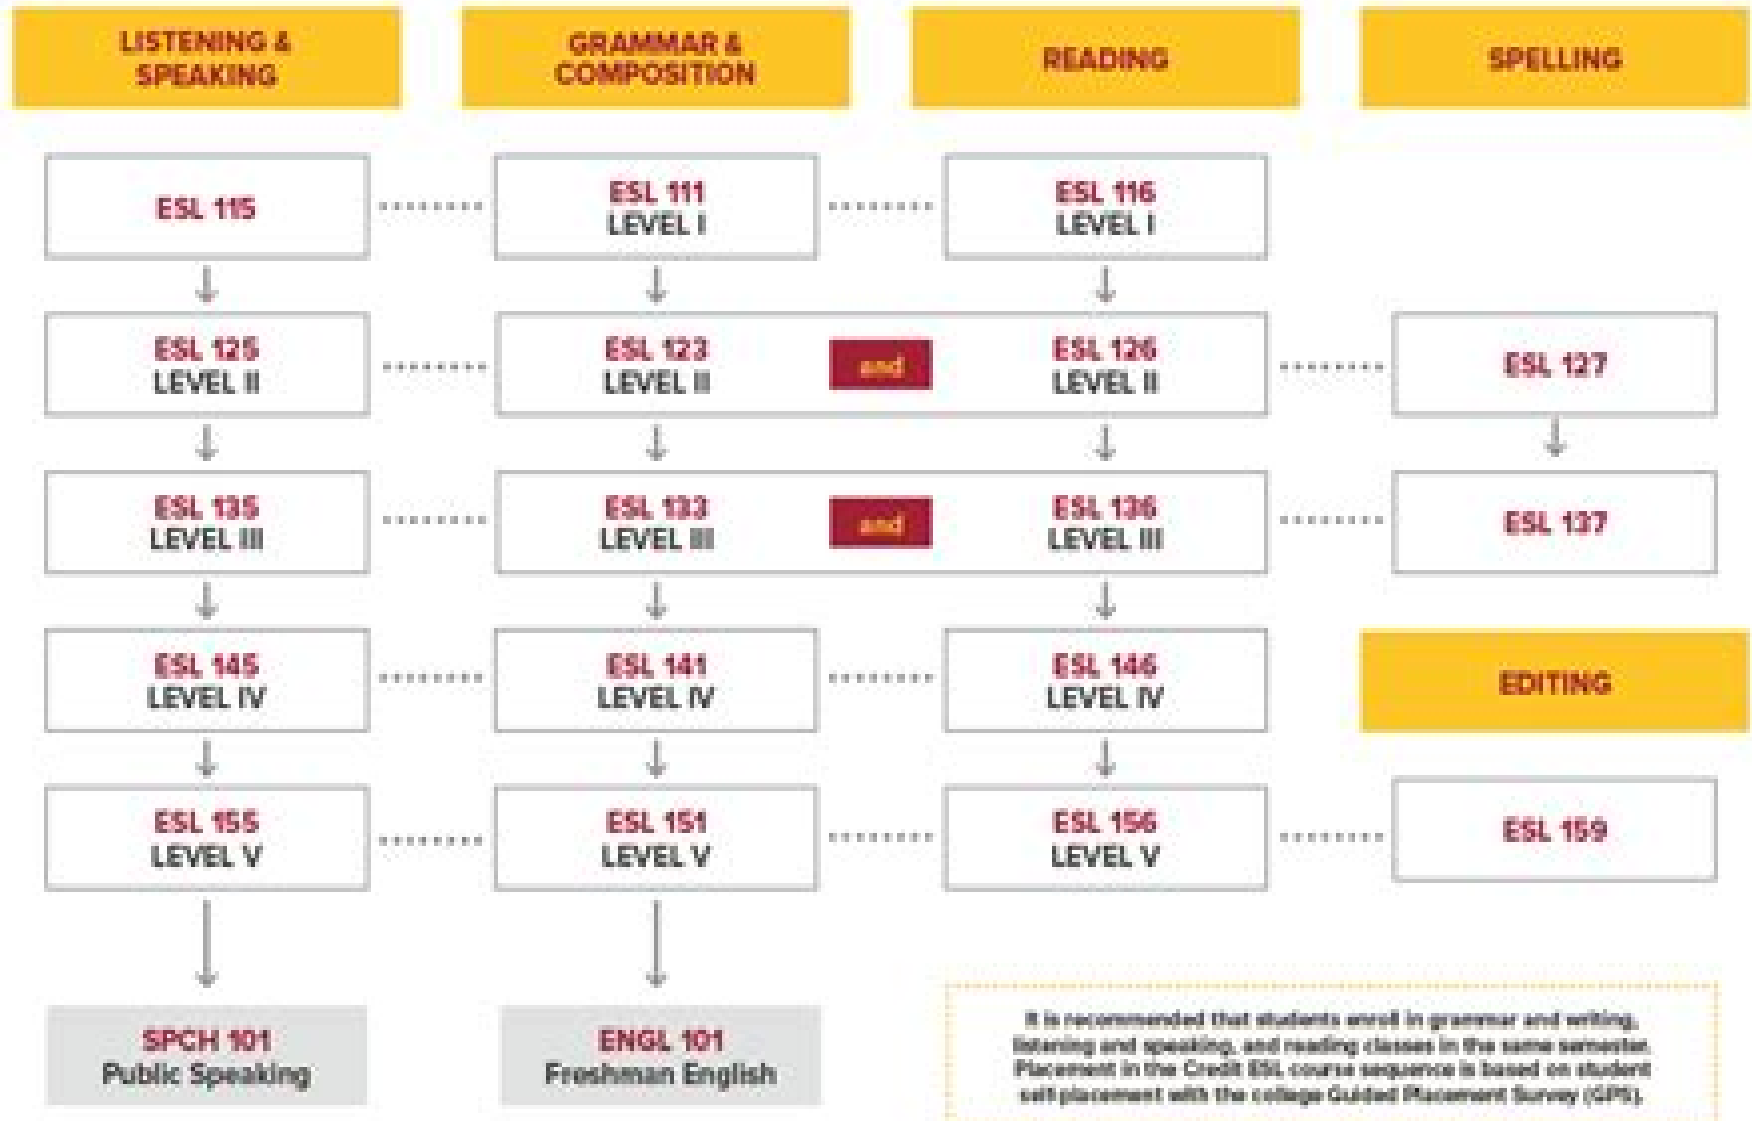 LISTENING &
SPEAKING
GRAMMAR &
COMPOSITION
READING
SPELLING
ESL 115
ESL 111
LEVEL I
ESL 116
LEVEL I
ESL 125
LEVEL II
ESL 123
LEVEL II
and
ESL 126
LEVEL II
ESL 127
ESL 135
LEVEL III
ESL 133
LEVEL III
and
ESL 136
LEVEL III
ESL 137
ESL 145
LEVEL IV
ESL 141
LEVEL IV
ESL 146
LEVEL IV
EDITING
ESL 155
LEVEL V
ESL 151
LEVEL V
ESL 156
LEVEL V
ESL 159
SPCH 101
Public Speaking
ENGL 101
Freshman English
It is recommended that students enroll in grammar and writing,
listening and speaking, and reading classes in the same semester.
Placement in the Credit ESL course sequence is based on student
self placement with the college Guided Placement Survey (GPS).